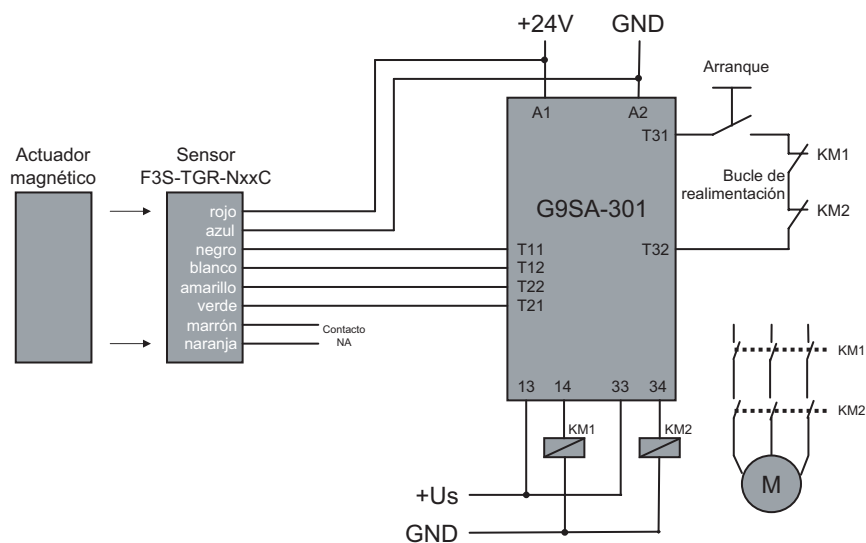 +24V
GND
Arranque
A1
A2
T31
Actuador
magnético
Sensor
F3S-TGR-NxxC
KM1
Bucle de
realimentación
G9SA-301
KM2
rojo
azul
negro
T11
T32
blanco
T12
amarillo
T22
verde
T21
marrón
Contacto
NA
naranja
KM1
13
14
33
34
KM2
KM1
KM2
M
+Us
GND